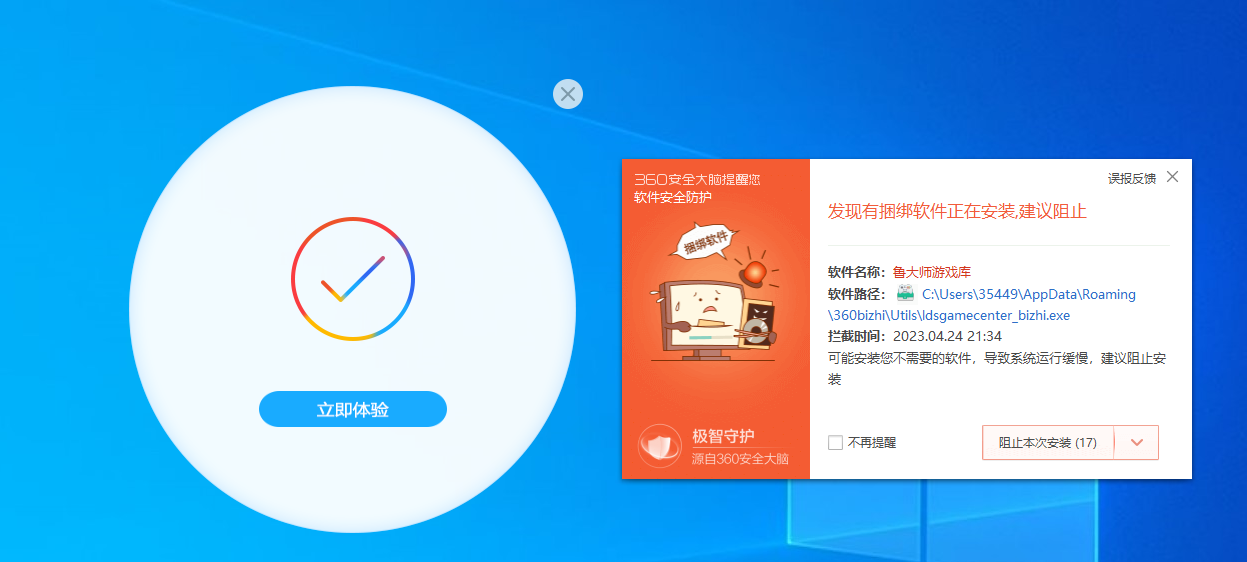 立即体验
360安全大脑提醒您
软件安全防护
捆绑软件
极智守护
源自360安全大脑
误报反馈
发现有捆绑软件正在安装,建议阻止
软件名称：鲁大师游戏库
软件路径： C:\Users\35449\AppData\Roaming
\360bizhi\Utils\ldsgamecenter_bizhi.exe
拦截时间：2023.04.24 21:34
可能安装您不需要的软件，导致系统运行缓慢，建议阻止安
装
不再提醒
阻止本次安装 (17)